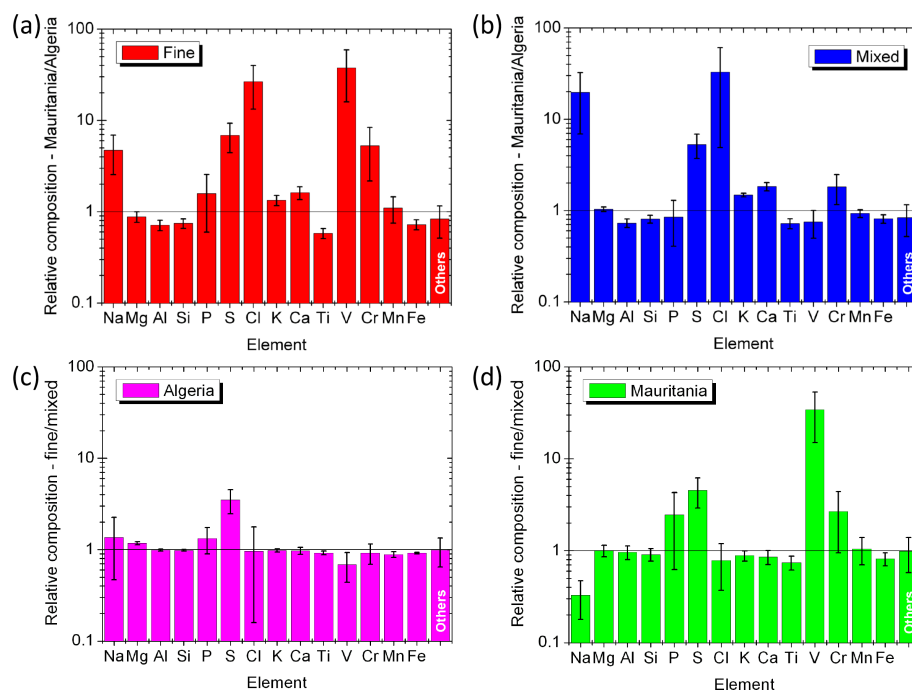 (a)
Fine
Relative composition - Mauritania/Algeria
100
10
1
0.1
Others
Na Mg Al Si P S Cl K Ca Ti V Cr Mn Fe
Element
(b)
Mixed
Relative composition - Mauritania/Algeria
100
10
1
0.1
Others
Na Mg Al Si P S Cl K Ca Ti V Cr Mn Fe
Element
(c)
Algeria
Relative composition - fine/mixed
100
10
1
0.1
Others
Na Mg Al Si P S Cl K Ca Ti V Cr Mn Fe
Element
(d)
Mauritania
Relative composition - fine/mixed
100
10
1
0.1
Others
Na Mg Al Si P S Cl K Ca Ti V Cr Mn Fe
Element